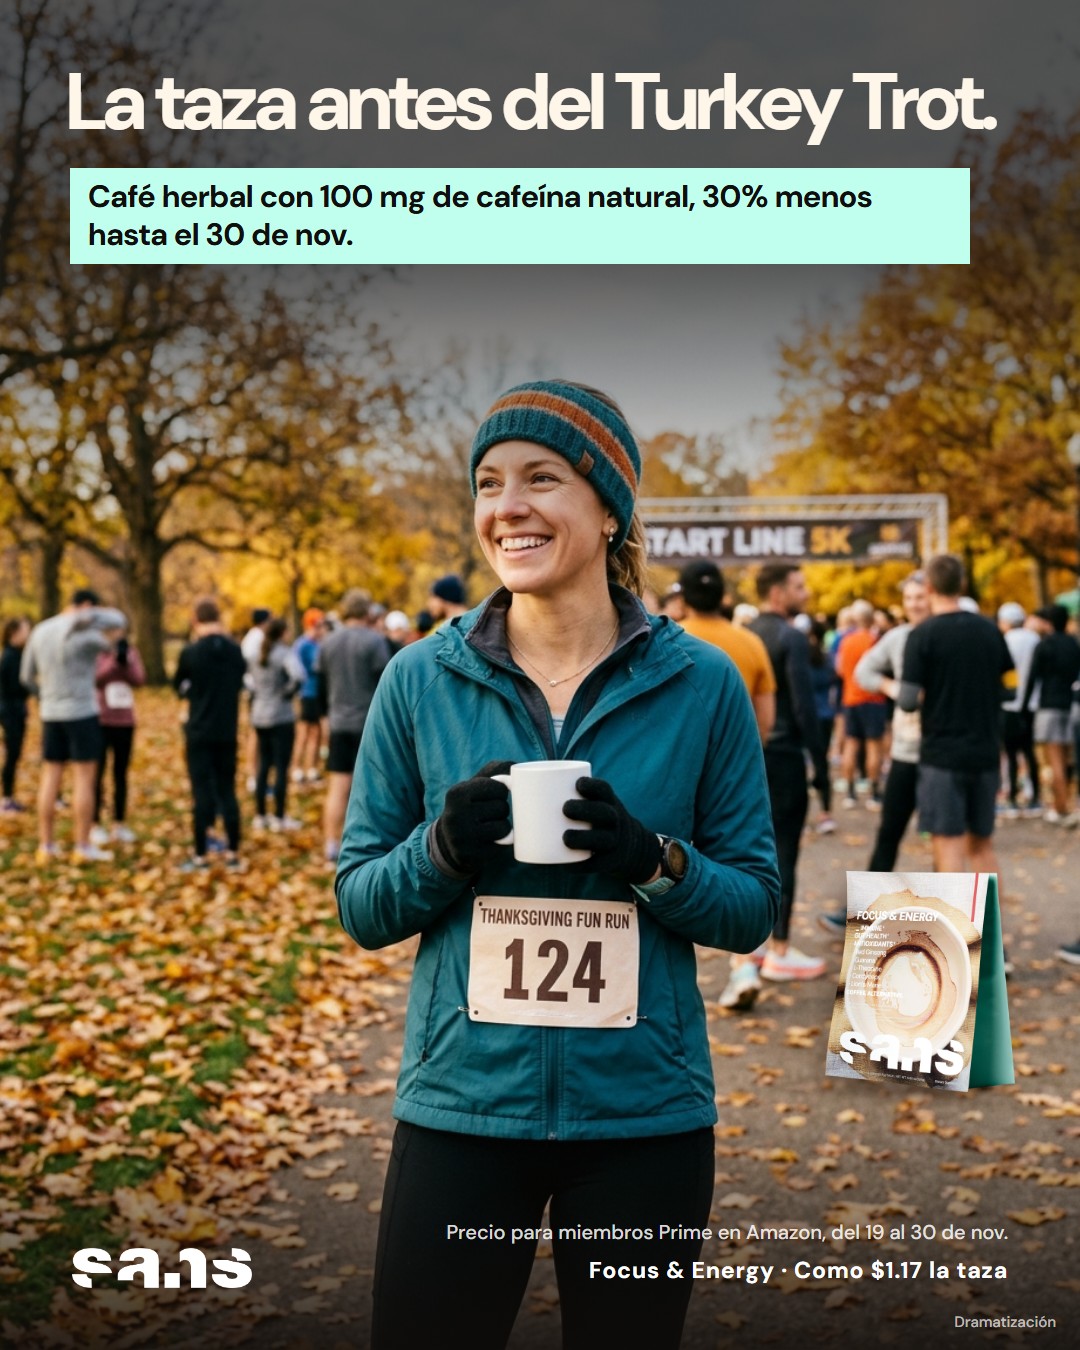 La taza antes del Turkey Trot.
Café herbal con 100 mg de cafeína natural, 30% menos
hasta el 30 de nov.
START LINE 5K
THANKSGIVING FUN RUN
124
FOCUS & ENERGY
sans
Precio para miembros Prime en Amazon, del 19 al 30 de nov.
sans
Focus & Energy · Como $1.17 la taza
Dramatización